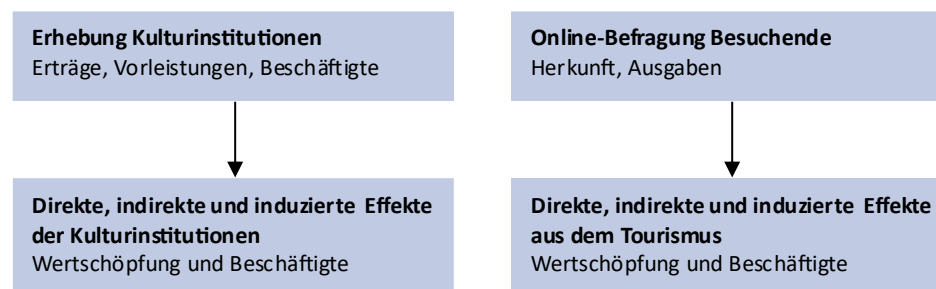 Erhebung Kulturinstitutionen
Erträge, Vorleistungen, Beschäftigte
Online-Befragung Besuchende
Herkunft, Ausgaben
Direkte, indirekte und induzierte Effekte
der Kulturinstitutionen
Wertschöpfung und Beschäftigte
Direkte, indirekte und induzierte Effekte
aus dem Tourismus
Wertschöpfung und Beschäftigte